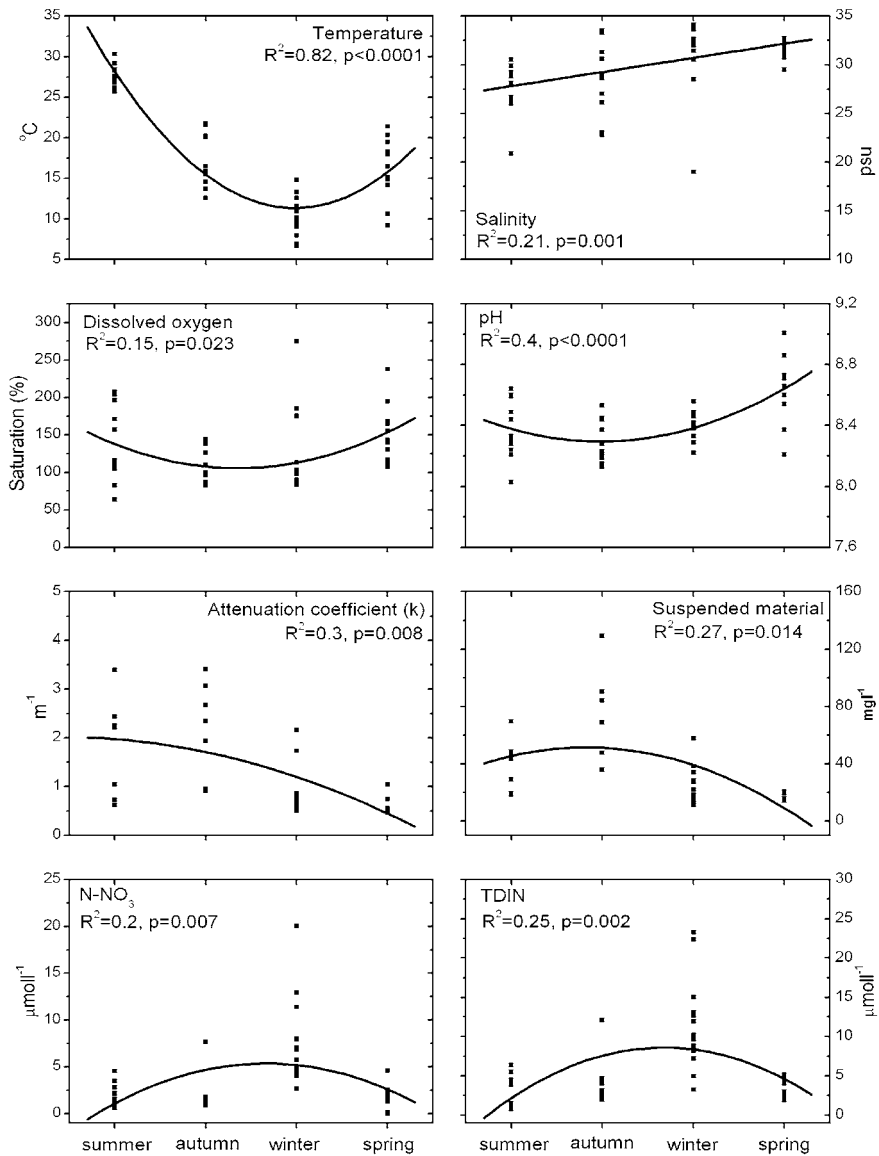 Temperature
R²=0.82, p<0.0001
35
30
25
20
15
10
5
°C
Salinity
R²=0.21, p=0.001
35
30
25
20
15
10
psu
Dissolved oxygen
R²=0.15, p=0.023
300
250
200
150
100
50
0
Saturation (%)
pH
R²=0.4, p<0.0001
9,2
8,8
8,4
8,0
7,6
Attenuation coefficient (k)
R²=0.3, p=0.008
5
4
3
2
1
0
m⁻¹
Suspended material
R²=0.27, p=0.014
160
120
80
40
0
mgl⁻¹
N-NO₃
R²=0.2, p=0.007
25
20
15
10
5
0
μmoll⁻¹
summer autumn winter spring
TDIN
R²=0.25, p=0.002
30
25
20
15
10
5
0
μmoll⁻¹
summer autumn winter spring